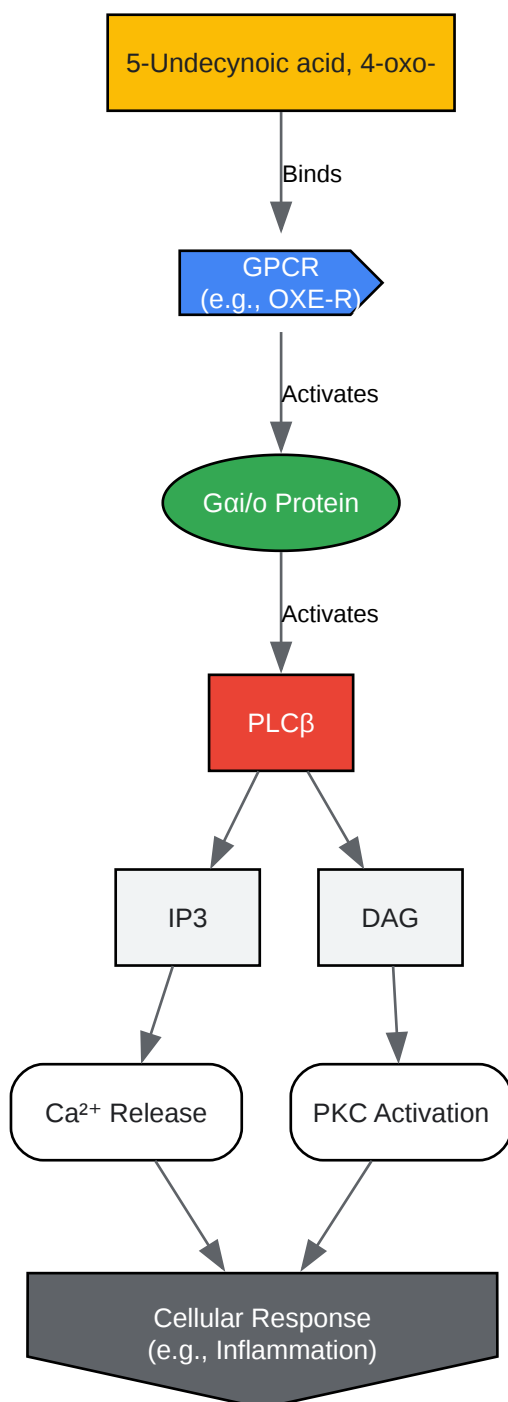 5-Undecynoic acid, 4-oxo-
Binds
GPCR
(e.g., OXE-R)
Activates
Gαi/o Protein
Activates
PLCβ
IP3
DAG
Ca²⁺ Release
PKC Activation
Cellular Response
(e.g., Inflammation)